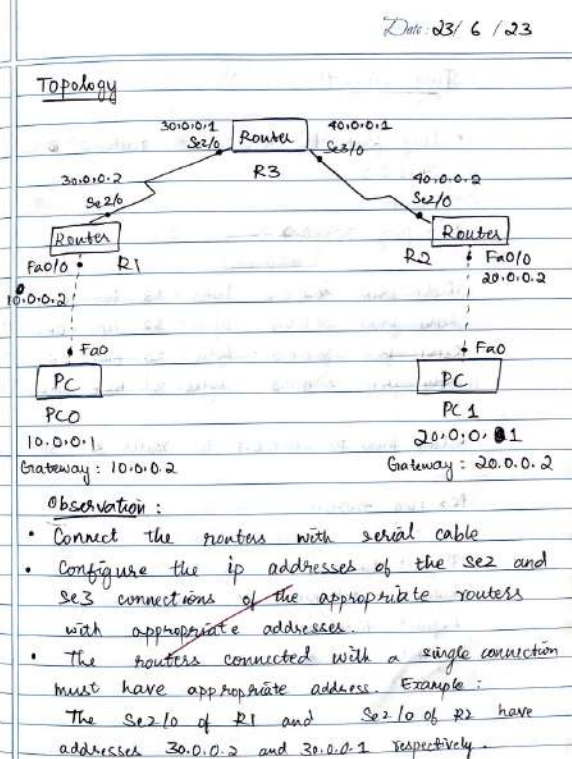 Date: 23/6/23
Topology
30.0.0.1 40.0.0.1
Se2/0 Router Se3/0
R3
30.0.0.2 40.0.0.2
Se2/0 Se2/0
Router Router
Fa0/0 R1 R2 Fa0/0
10.0.0.2 20.0.0.2
Fa0 Fa0
PC PC
PC0 PC1
10.0.0.1 20.0.0.1
Gateway: 10.0.0.2 Gateway: 20.0.0.2
Observation:
• Connect the routers with serial cable
• Configure the ip addresses of the se2 and
se3 connections of the appropriate routers
with appropriate addresses.
• The routers connected with a single connection
must have appropriate address. Example:
The Se2/0 of R1 and Se2/0 of R2 have
addresses 30.0.0.2 and 30.0.0.1 respectively.